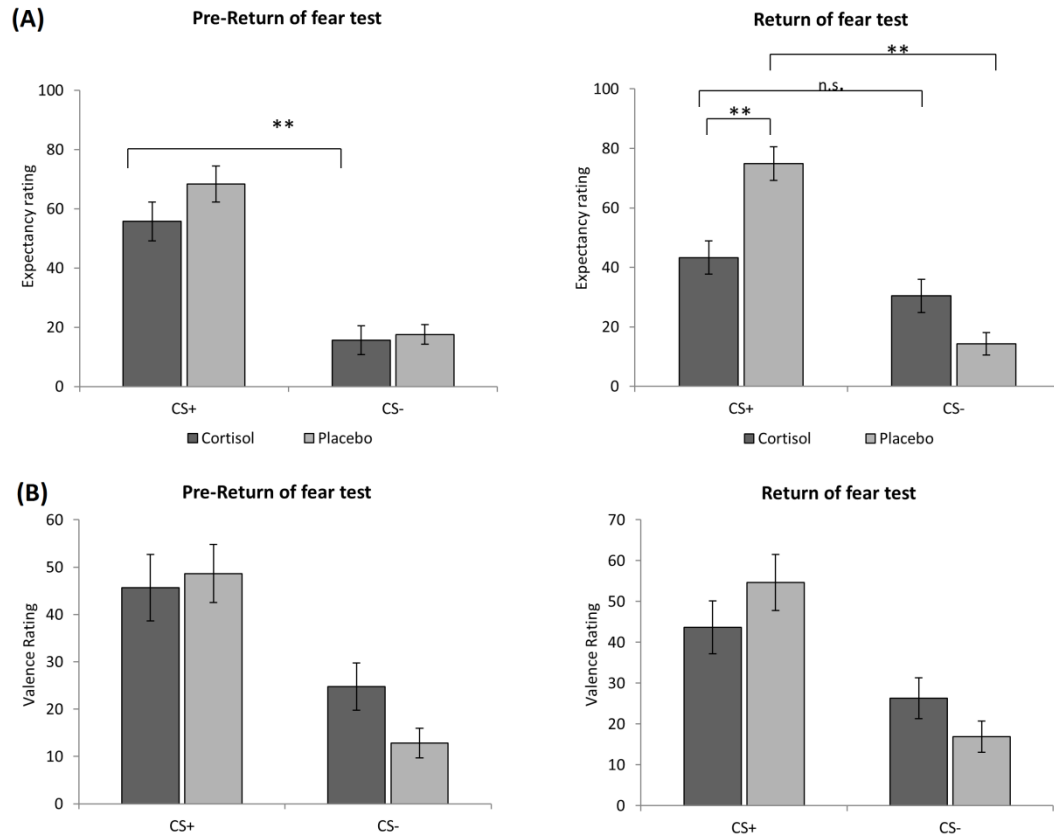 (A)
Pre-Return of fear test
Expectancy rating
100
80
60
40
20
0
**
CS+
CS-
Cortisol
Placebo
Return of fear test
Expectancy rating
100
80
60
40
20
0
**
n.s.
**
CS+
CS-
Cortisol
Placebo
(B)
Pre-Return of fear test
Valence Rating
60
50
40
30
20
10
0
CS+
CS-
Return of fear test
Valence Rating
70
60
50
40
30
20
10
0
CS+
CS-